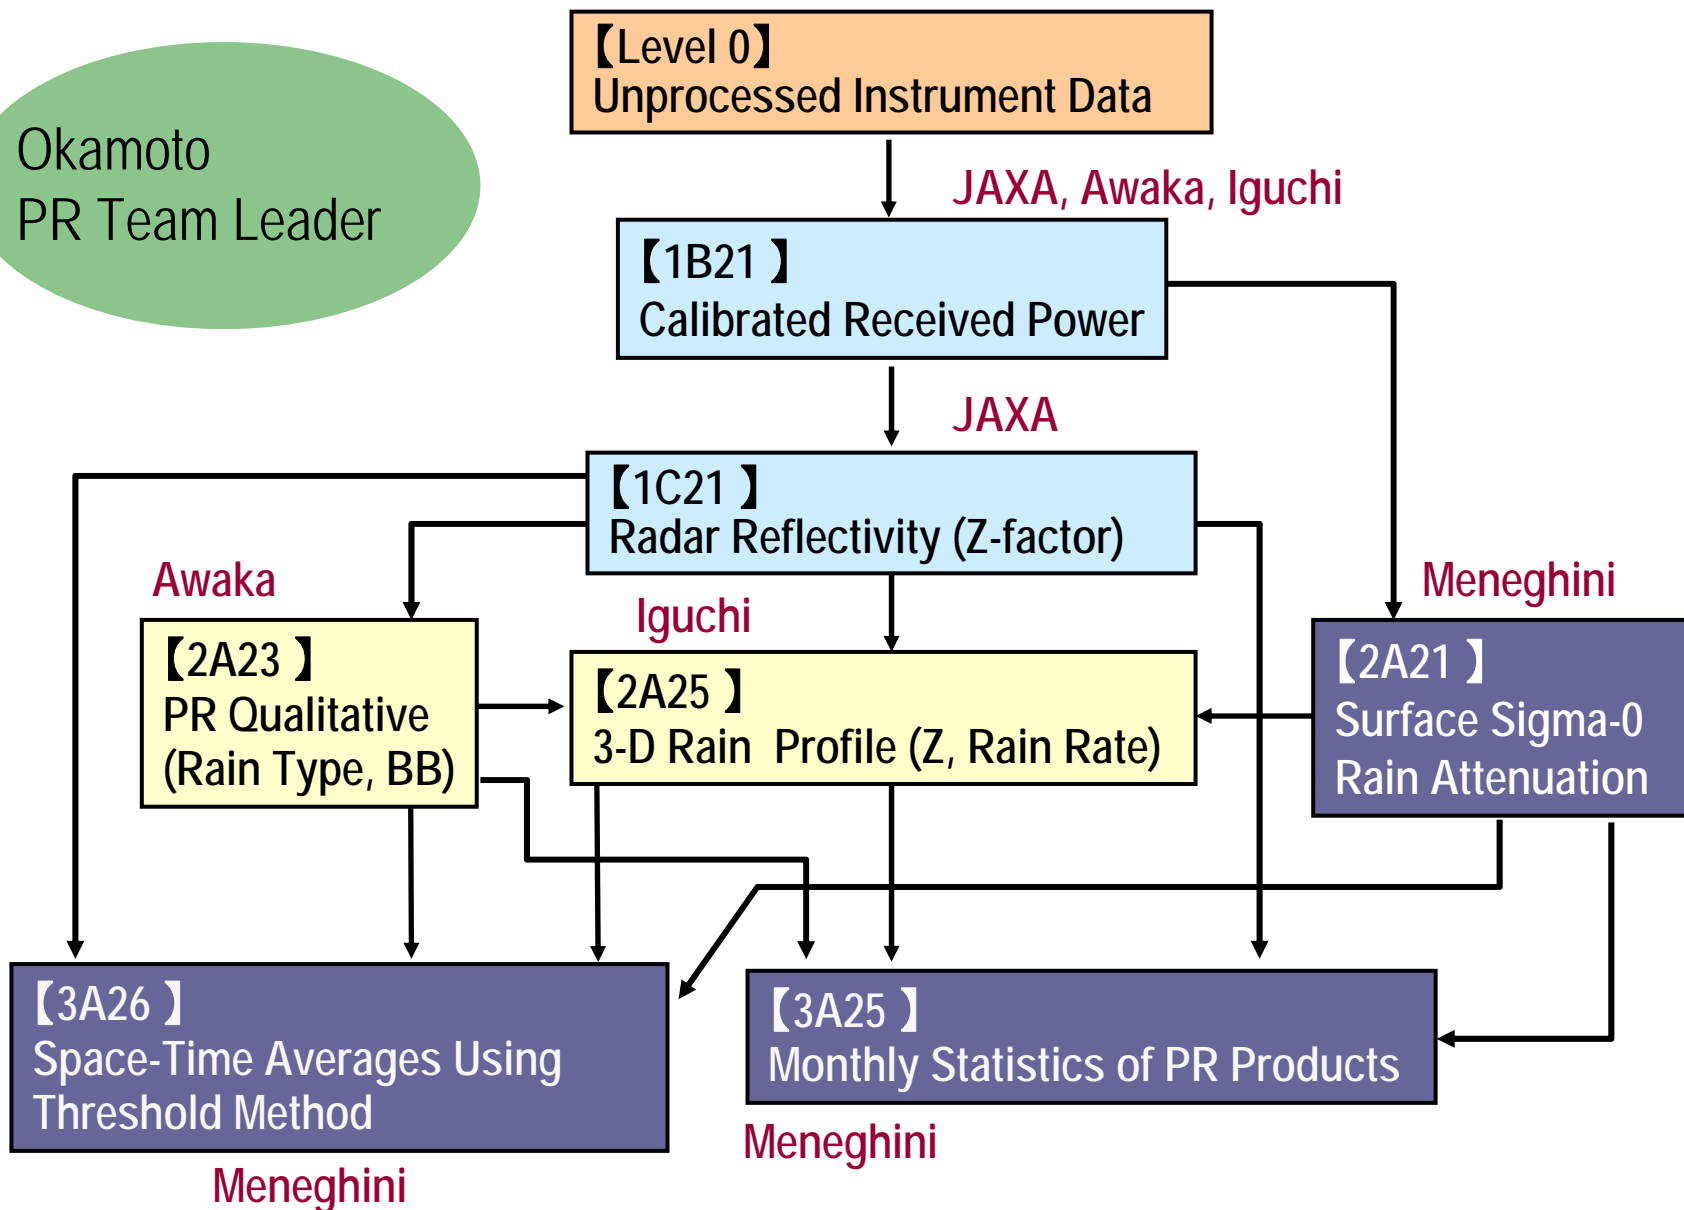 【Level 0】
Unprocessed Instrument Data
Okamoto
PR Team Leader
JAXA, Awaka, Iguchi
【1B21 】
Calibrated Received Power
JAXA
【1C21 】
Radar Reflectivity (Z-factor)
Awaka
Iguchi
Meneghini
【2A23 】
PR Qualitative
(Rain Type, BB)
【2A25 】
3-D Rain  Profile (Z, Rain Rate)
【2A21 】
Surface Sigma-0
Rain Attenuation
【3A26 】
Space-Time Averages Using
Threshold Method
Meneghini
【3A25 】
Monthly Statistics of PR Products
Meneghini